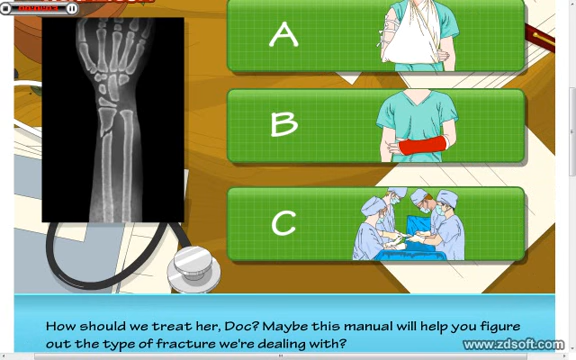 A
B
C
How should we treat her, Doc? Maybe this manual will help you figure
out the type of fracture we're dealing with?
www.zdsoft.com